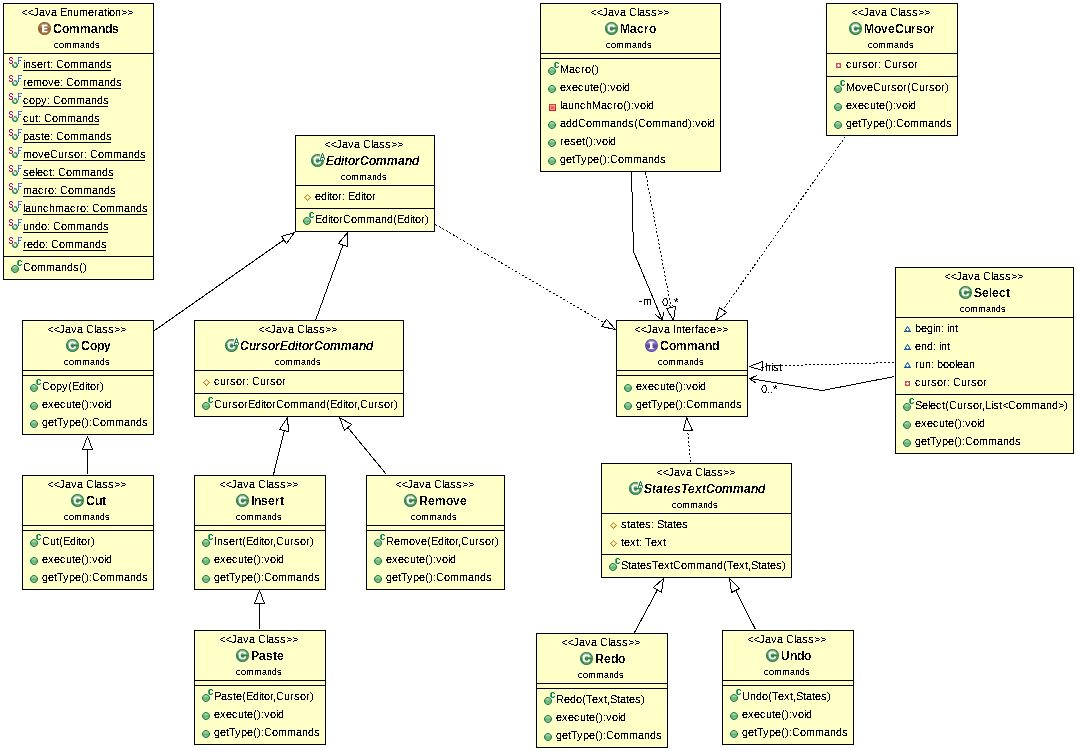 <<Java Enumeration>>
Commands
commands
insert: Commands
remove: Commands
copy: Commands
cut: Commands
paste: Commands
moveCursor: Commands
select: Commands
macro: Commands
launchmacro: Commands
undo: Commands
redo: Commands
Commands()
<<Java Class>>
Macro
commands
Macro()
execute():void
launchMacro():void
addCommands(Command):void
reset():void
getType():Commands
<<Java Class>>
MoveCursor
commands
cursor: Cursor
MoveCursor(Cursor)
execute():void
getType():Commands
<<Java Class>>
EditorCommand
commands
editor: Editor
EditorCommand(Editor)
<<Java Class>>
Select
commands
begin: int
end: int
run: boolean
cursor: Cursor
Select(Cursor,List<Command>)
execute():void
getType():Commands
-m 0..*
<<Java Class>>
Copy
commands
Copy(Editor)
execute():void
getType():Commands
<<Java Class>>
CursorEditorCommand
commands
cursor: Cursor
CursorEditorCommand(Editor,Cursor)
<<Java Interface>>
Command
commands
execute():void
getType():Commands
hist
0..*
<<Java Class>>
Cut
commands
Cut(Editor)
execute():void
getType():Commands
<<Java Class>>
Insert
commands
Insert(Editor,Cursor)
execute():void
getType():Commands
<<Java Class>>
Remove
commands
Remove(Editor,Cursor)
execute():void
getType():Commands
<<Java Class>>
StatesTextCommand
commands
states: States
text: Text
StatesTextCommand(Text,States)
<<Java Class>>
Paste
commands
Paste(Editor,Cursor)
execute():void
getType():Commands
<<Java Class>>
Redo
commands
Redo(Text,States)
execute():void
getType():Commands
<<Java Class>>
Undo
commands
Undo(Text,States)
execute():void
getType():Commands